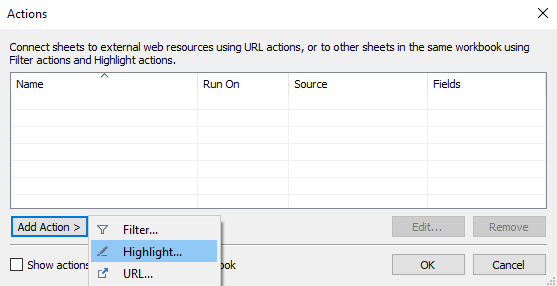 Actions
Connect sheets to external web resources using URL actions, or to other sheets in the same workbook using
Filter actions and Highlight actions.
Name Run On Source Fields
Add Action > Edit... Remove
Filter...
Highlight...
URL...
Show actions ook OK Cancel